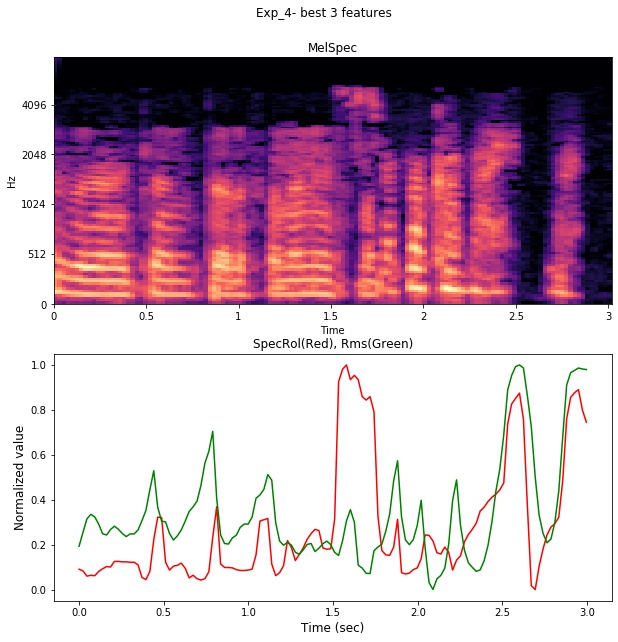 Exp_4- best 3 features
MelSpec
4096
2048
1024
512
0
Hz
0 0.5 1 1.5 2 2.5 3
Time
SpecRol(Red), Rms(Green)
1.0
0.8
0.6
0.4
0.2
0.0
Normalized value
0.0 0.5 1.0 1.5 2.0 2.5 3.0
Time (sec)